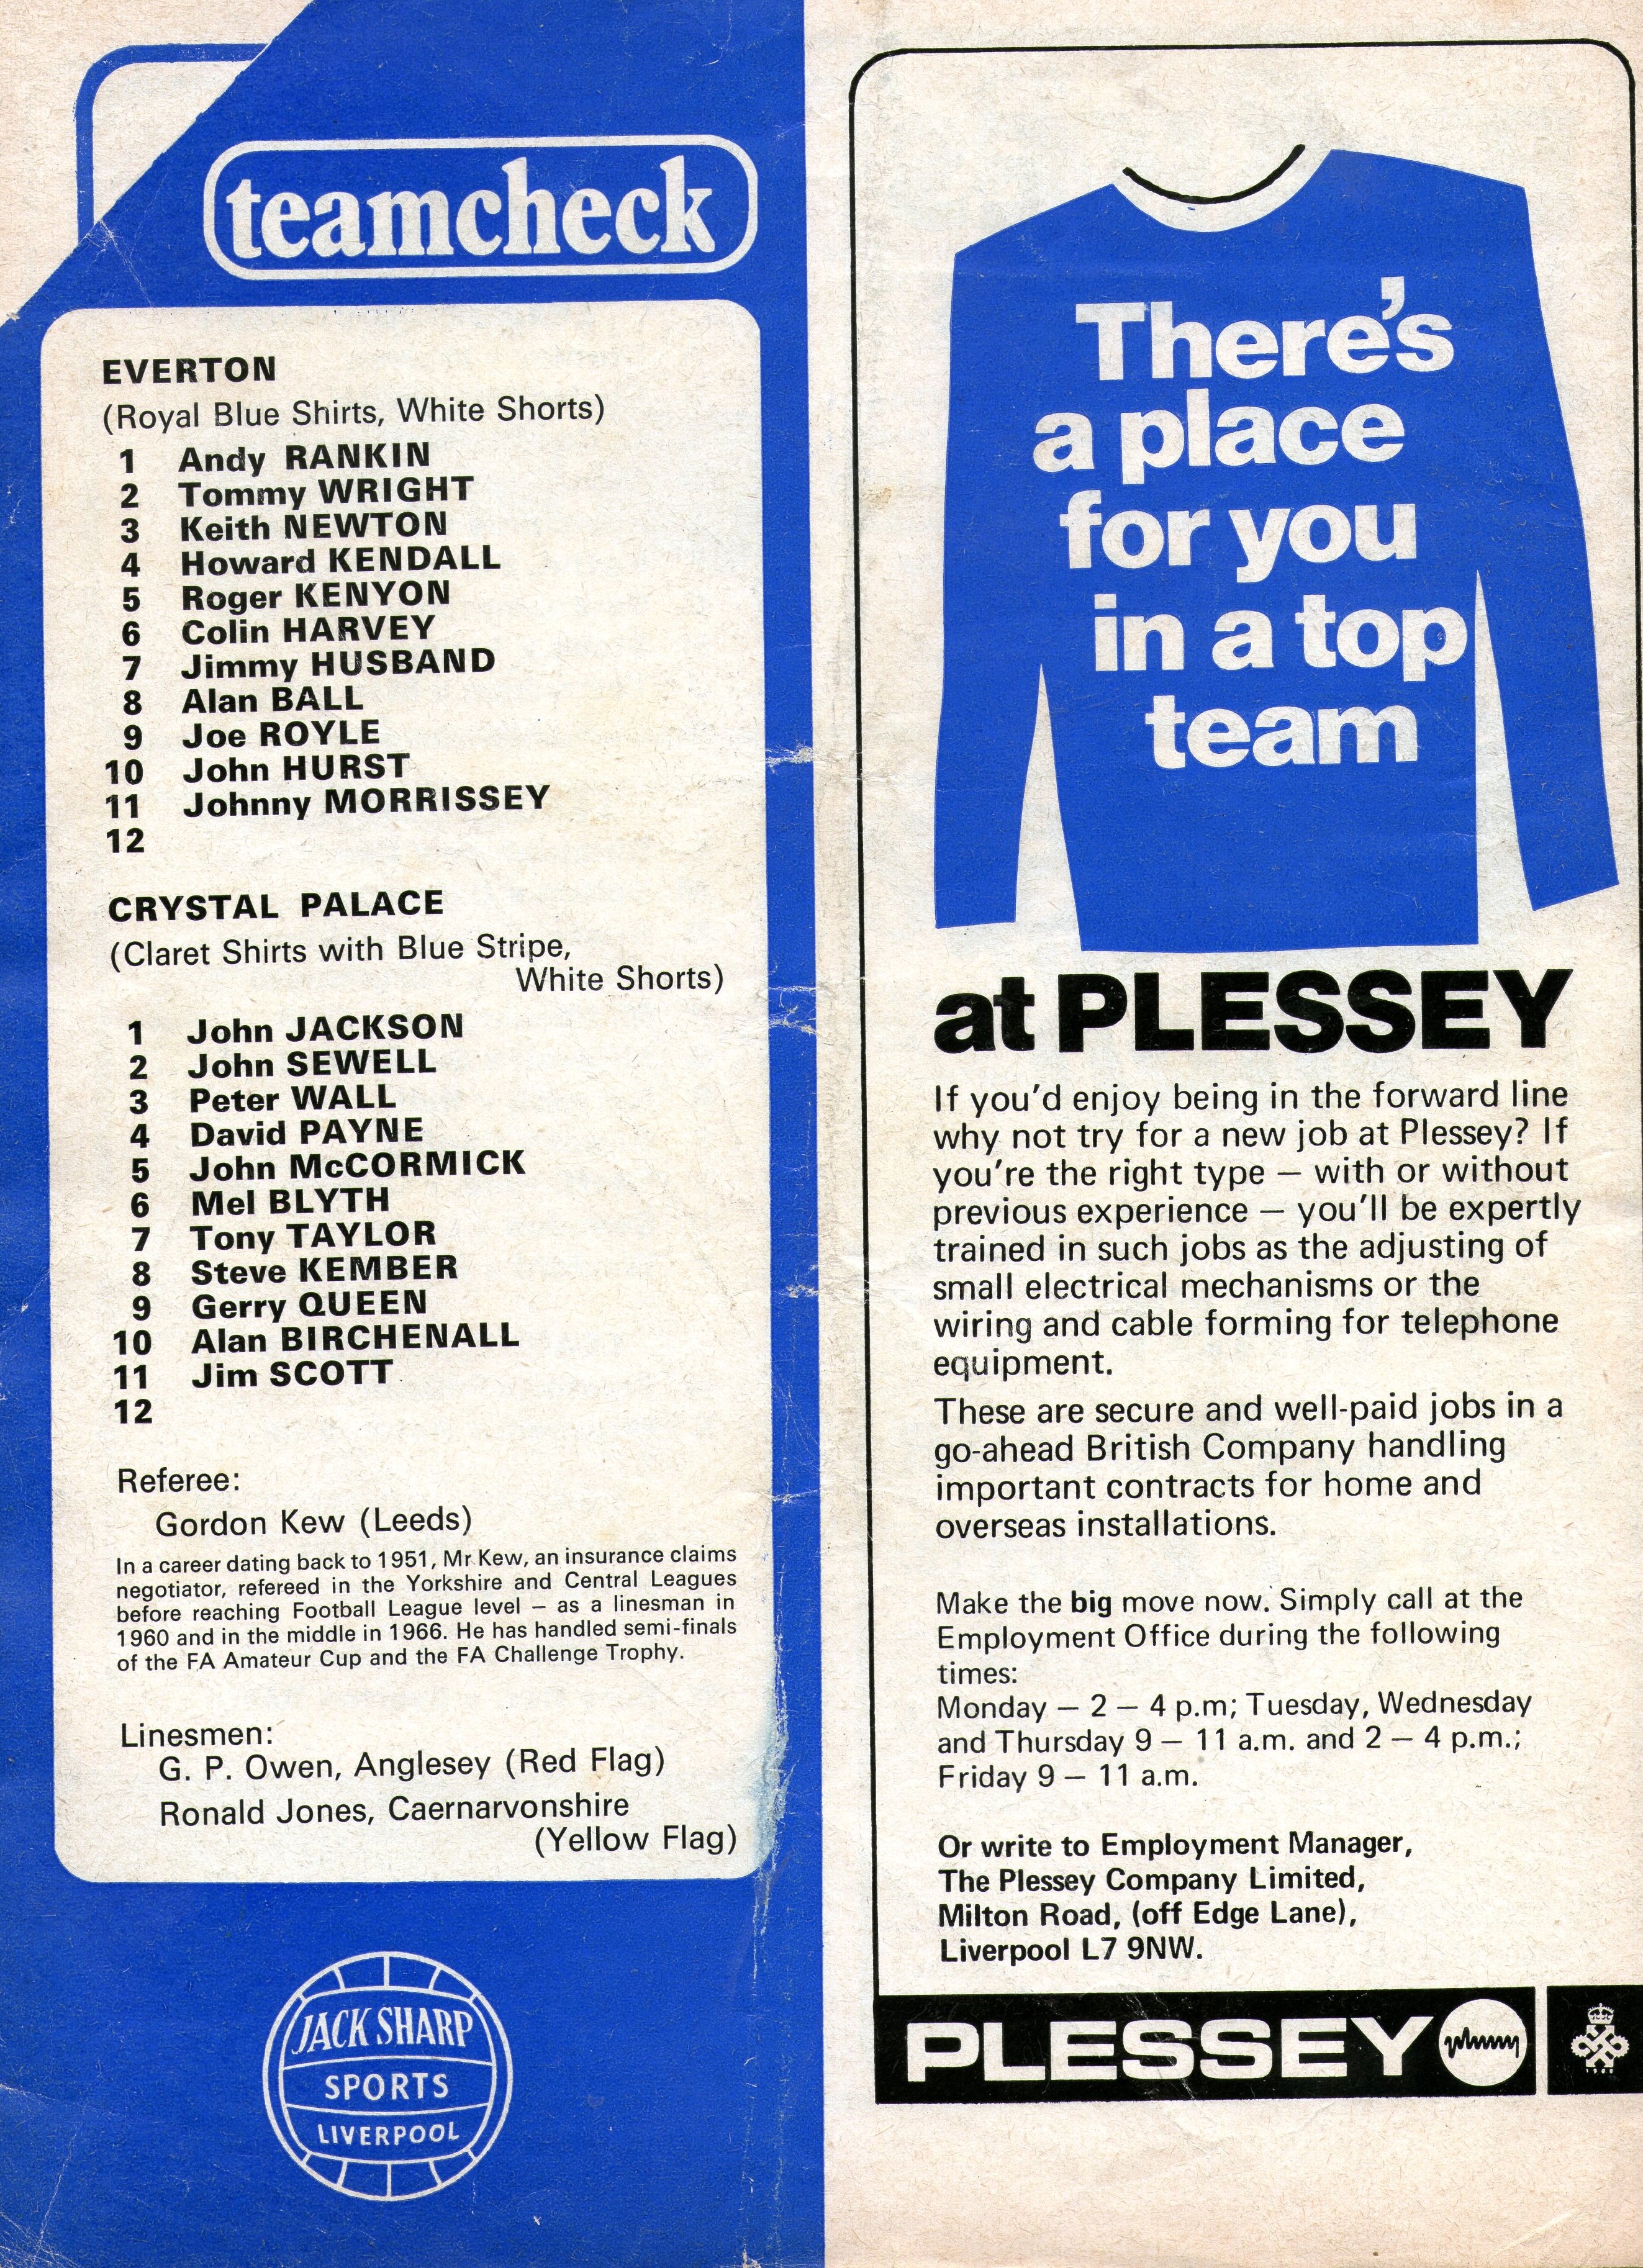 teamcheck
EVERTON
(Royal Blue Shirts, White Shorts)
1 Andy RANKIN
2 Tommy WRIGHT
3 Keith NEWTON
4 Howard KENDALL
5 Roger KENYON
6 Colin HARVEY
7 Jimmy HUSBAND
8 Alan BALL
9 Joe ROYLE
10 John HURST
11 Johnny MORRISSEY
12
CRYSTAL PALACE
(Claret Shirts with Blue Stripe,
White Shorts)
1 John JACKSON
2 John SEWELL
3 Peter WALL
4 David PAYNE
5 John McCORMICK
6 Mel BLYTH
7 Tony TAYLOR
8 Steve KEMBER
9 Gerry QUEEN
10 Alan BIRCHENALL
11 Jim SCOTT
12
Referee:
Gordon Kew (Leeds)
In a career dating back to 1951, Mr Kew, an insurance claims
negotiator, refereed in the Yorkshire and Central Leagues
before reaching Football League level — as a linesman in
1960 and in the middle in 1966. He has handled semi-finals
of the FA Amateur Cup and the FA Challenge Trophy.
Linesmen:
G. P. Owen, Anglesey (Red Flag)
Ronald Jones, Caernarvonshire
(Yellow Flag)
JACK SHARP
SPORTS
LIVERPOOL
There's
a place
for you
in a top
team
at PLESSEY
If you'd enjoy being in the forward line
why not try for a new job at Plessey? If
you're the right type — with or without
previous experience — you'll be expertly
trained in such jobs as the adjusting of
small electrical mechanisms or the
wiring and cable forming for telephone
equipment.
These are secure and well-paid jobs in a
go-ahead British Company handling
important contracts for home and
overseas installations.
Make the big move now. Simply call at the
Employment Office during the following
times:
Monday — 2 — 4 p.m; Tuesday, Wednesday
and Thursday 9 — 11 a.m. and 2 — 4 p.m.;
Friday 9 — 11 a.m.
Or write to Employment Manager,
The Plessey Company Limited,
Milton Road, (off Edge Lane),
Liverpool L7 9NW.
PLESSEY